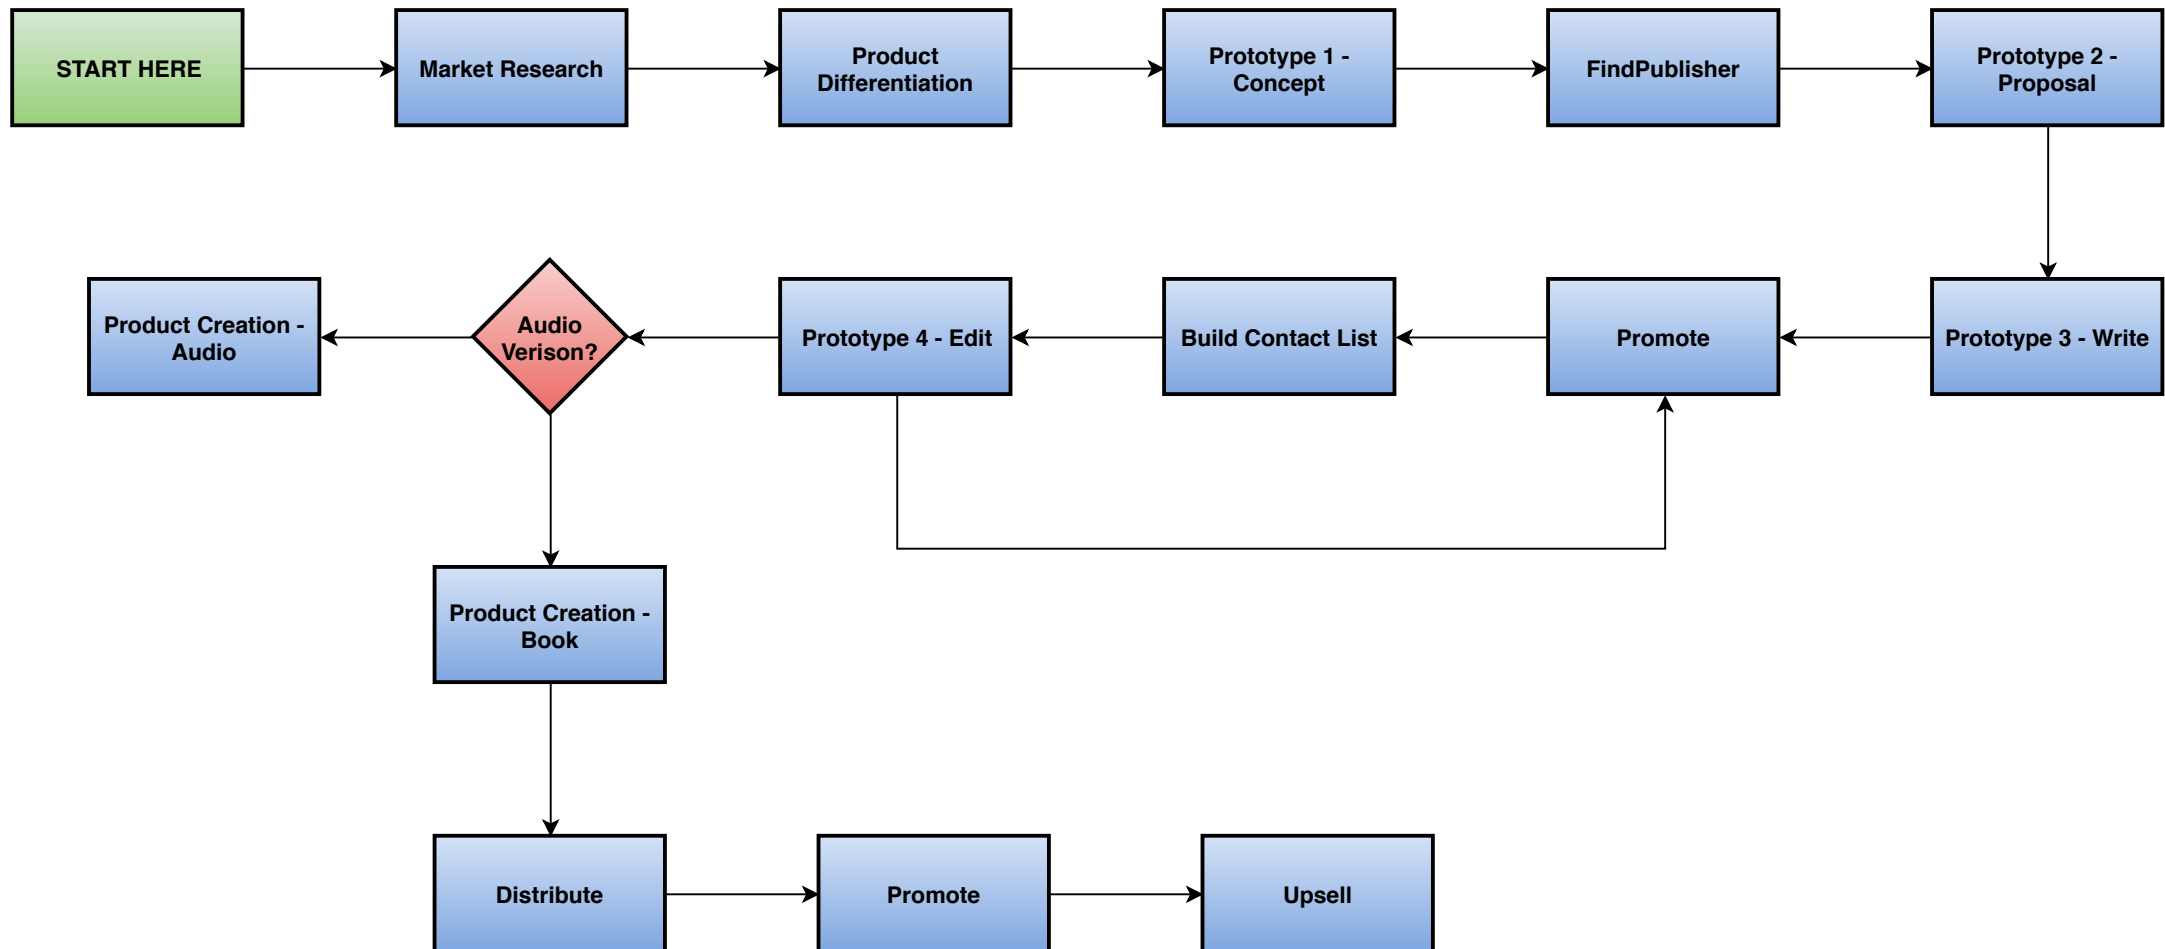 START HERE
Market Research
Product
Differentiation
Prototype 1 -
Concept
FindPublisher
Prototype 2 -
Proposal
Product Creation -
Audio
Audio
Verison?
Prototype 4 - Edit
Build Contact List
Promote
Prototype 3 - Write
Product Creation -
Book
Distribute
Promote
Upsell